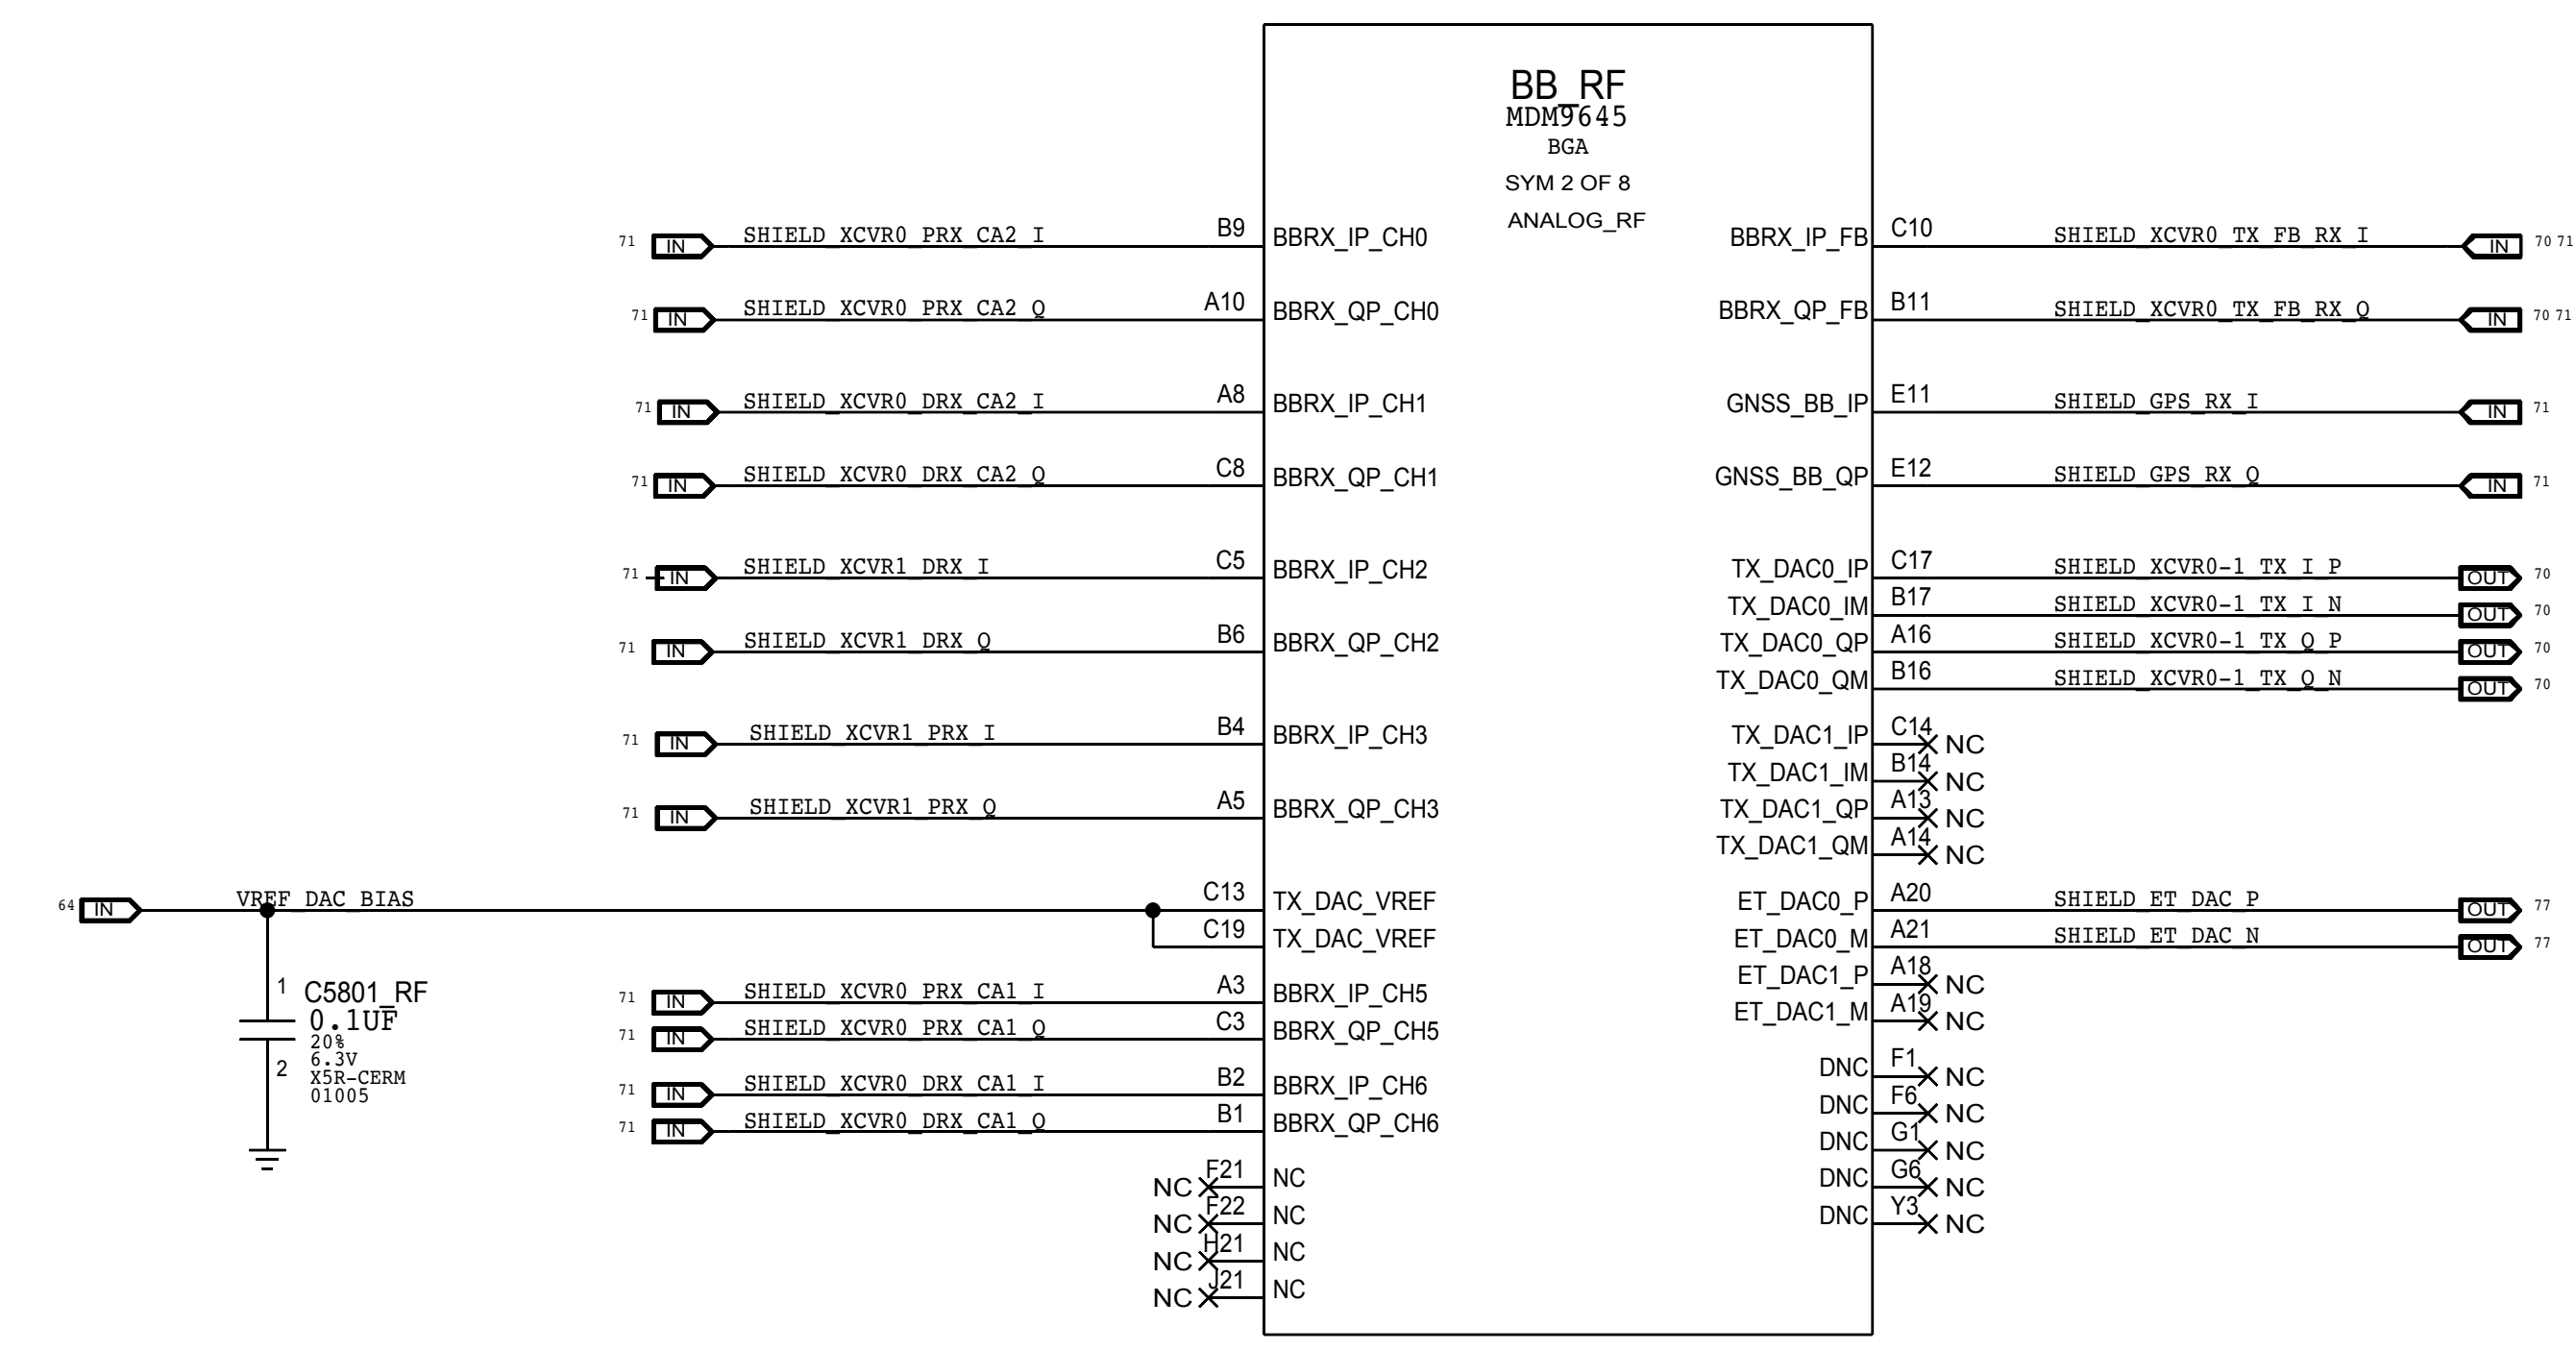 BB_RF
MDM9645
BGA
SYM 2 OF 8
ANALOG_RF
71 IN SHIELD_XCVR0_PRX_CA2_I B9 BBRX_IP_CH0 BBRX_IP_FB C10 SHIELD_XCVR0_TX_FB_RX_I IN 70 71
71 IN SHIELD_XCVR0_PRX_CA2_Q A10 BBRX_QP_CH0 BBRX_QP_FB B11 SHIELD_XCVR0_TX_FB_RX_Q IN 70 71
71 IN SHIELD_XCVR0_DRX_CA2_I A8 BBRX_IP_CH1 GNSS_BB_IP E11 SHIELD_GPS_RX_I IN 71
71 IN SHIELD_XCVR0_DRX_CA2_Q C8 BBRX_QP_CH1 GNSS_BB_QP E12 SHIELD_GPS_RX_Q IN 71
71 IN SHIELD_XCVR1_DRX_I C5 BBRX_IP_CH2 TX_DAC0_IP C17 SHIELD_XCVR0-1_TX_I_P OUT 70
TX_DAC0_IM B17 SHIELD_XCVR0-1_TX_I_N OUT 70
71 IN SHIELD_XCVR1_DRX_Q B6 BBRX_QP_CH2 TX_DAC0_QP A16 SHIELD_XCVR0-1_TX_Q_P OUT 70
TX_DAC0_QM B16 SHIELD_XCVR0-1_TX_Q_N OUT 70
71 IN SHIELD_XCVR1_PRX_I B4 BBRX_IP_CH3 TX_DAC1_IP C14 NC
TX_DAC1_IM B14 NC
71 IN SHIELD_XCVR1_PRX_Q A5 BBRX_QP_CH3 TX_DAC1_QP A13 NC
TX_DAC1_QM A14 NC
64 IN VREF_DAC_BIAS C13 TX_DAC_VREF ET_DAC0_P A20 SHIELD_ET_DAC_P OUT 77
C19 TX_DAC_VREF ET_DAC0_M A21 SHIELD_ET_DAC_N OUT 77
ET_DAC1_P A18 NC
71 IN SHIELD_XCVR0_PRX_CA1_I A3 BBRX_IP_CH5 ET_DAC1_M A19 NC
71 IN SHIELD_XCVR0_PRX_CA1_Q C3 BBRX_QP_CH5
1 C5801_RF
0.1UF
20%
6.3V
2 X5R-CERM
01005
DNC F1 NC
71 IN SHIELD_XCVR0_DRX_CA1_I B2 BBRX_IP_CH6 DNC F6 NC
71 IN SHIELD_XCVR0_DRX_CA1_Q B1 BBRX_QP_CH6 DNC G1 NC
NC F21 NC DNC G6 NC
NC F22 NC DNC Y3 NC
NC H21 NC
NC J21 NC